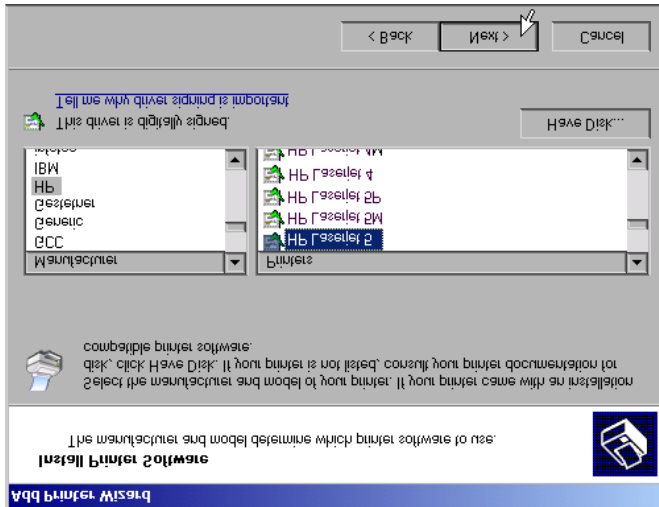 Add Printer Wizard
Install Printer Software
The manufacturer and model determine which printer software to use.
Select the manufacturer and model of your printer. If your printer came with an installation
disk, click Have Disk. If your printer is not listed, consult your printer documentation for
compatible printer software.
Manufacturer
GCC
Generic
Gestetner
HP
IBM
infotec
Printers
HP Laserjet 5
HP Laserjet 5M
HP Laserjet 5P
HP Laserjet 4
HP Laserjet 4M
This driver is digitally signed.
Have Disk...
Tell me why driver signing is important
< Back
Next >
Cancel